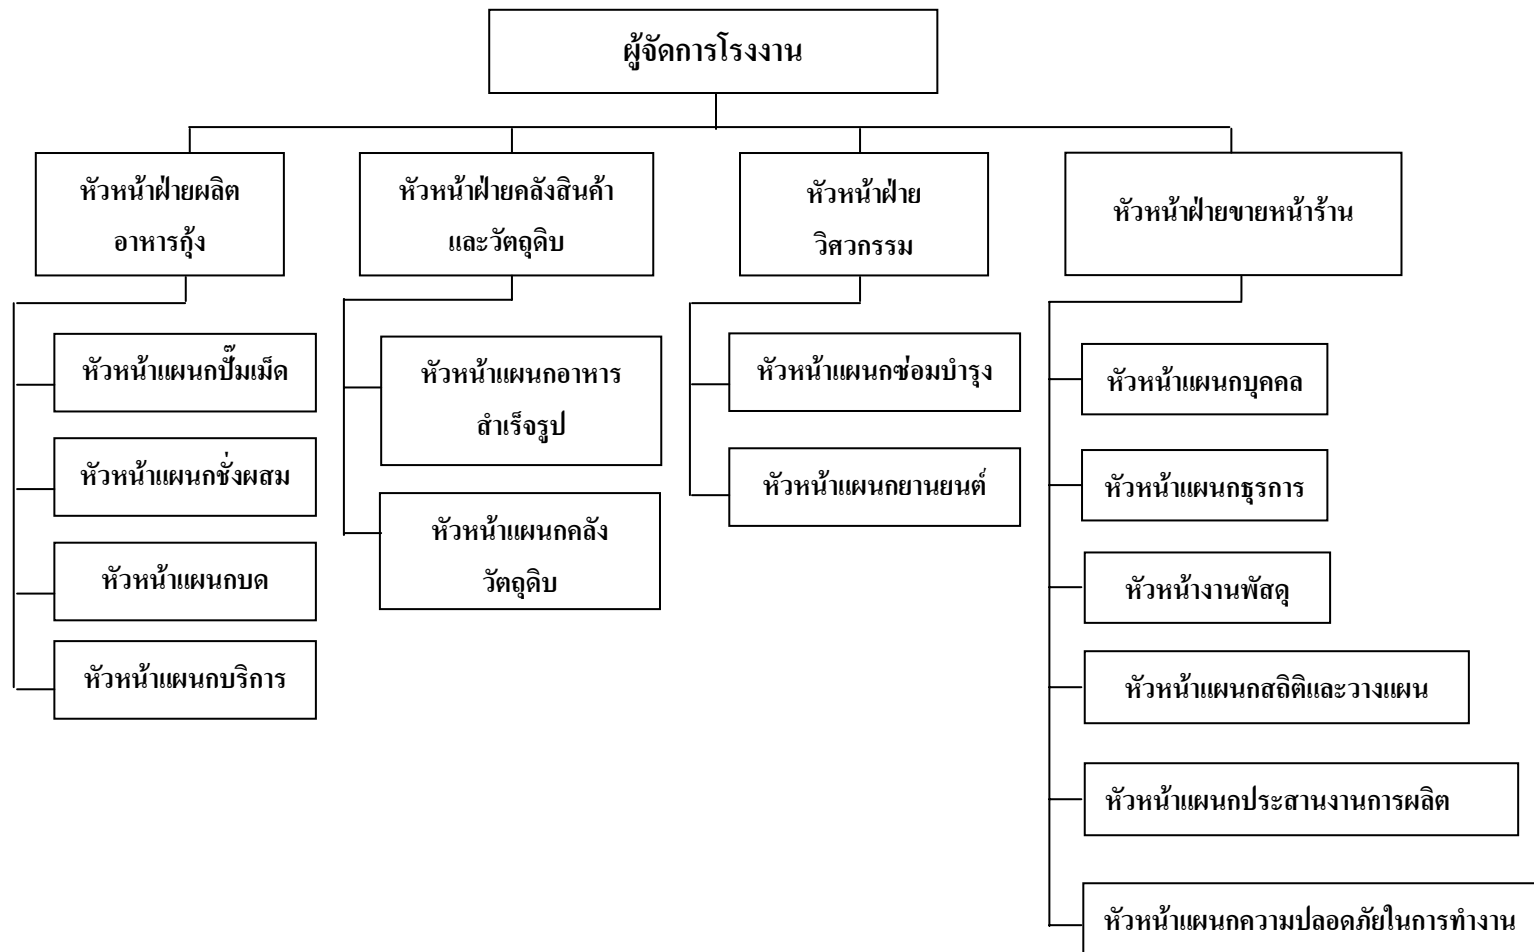 ผู้จัดการโรงงาน
หัวหน้าฝ่ายผลิต
อาหารกุ้ง
หัวหน้าแผนกปั๊มเม็ด
หัวหน้าแผนกชั่งผสม
หัวหน้าแผนกบด
หัวหน้าแผนกบริการ
หัวหน้าฝ่ายคลังสินค้า
และวัตถุดิบ
หัวหน้าแผนกอาหาร
สำเร็จรูป
หัวหน้าแผนกคลัง
วัตถุดิบ
หัวหน้าฝ่าย
วิศวกรรม
หัวหน้าแผนกซ่อมบำรุง
หัวหน้าแผนกยานยนต์
หัวหน้าฝ่ายขายหน้าร้าน
หัวหน้าแผนกบุคคล
หัวหน้าแผนกธุรการ
หัวหน้างานพัสดุ
หัวหน้าแผนกสถิติและวางแผน
หัวหน้าแผนกประสานงานการผลิต
หัวหน้าแผนกความปลอดภัยในการทำงาน